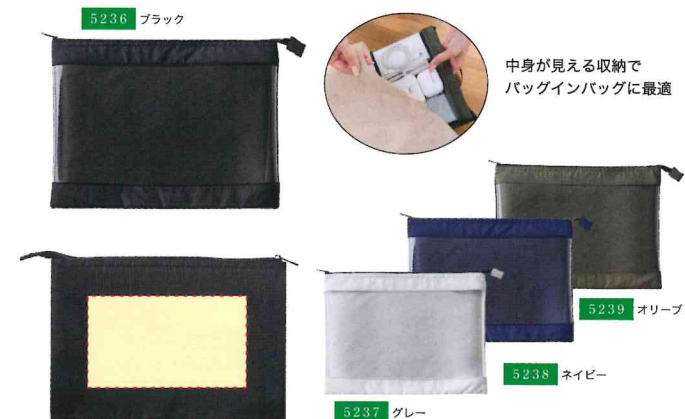 5236 ブラック
中身が見える収納で
バッグインバッグに最適
5239 オリーブ
5238 ネイビー
5237 グレー